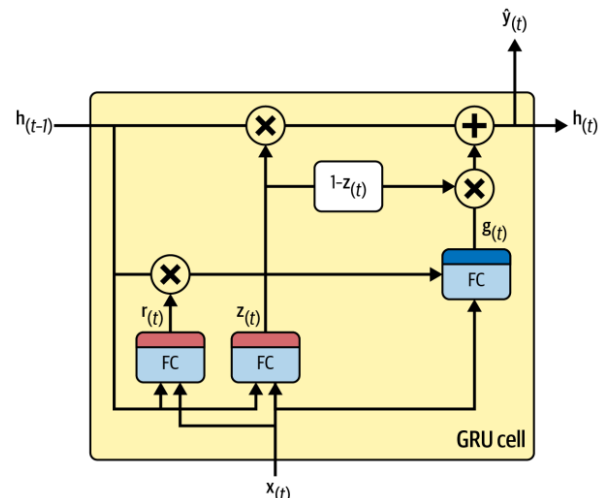 ŷ(t)
h(t-1)
h(t)
1-z(t)
g(t)
FC
r(t)
z(t)
FC
FC
GRU cell
x(t)